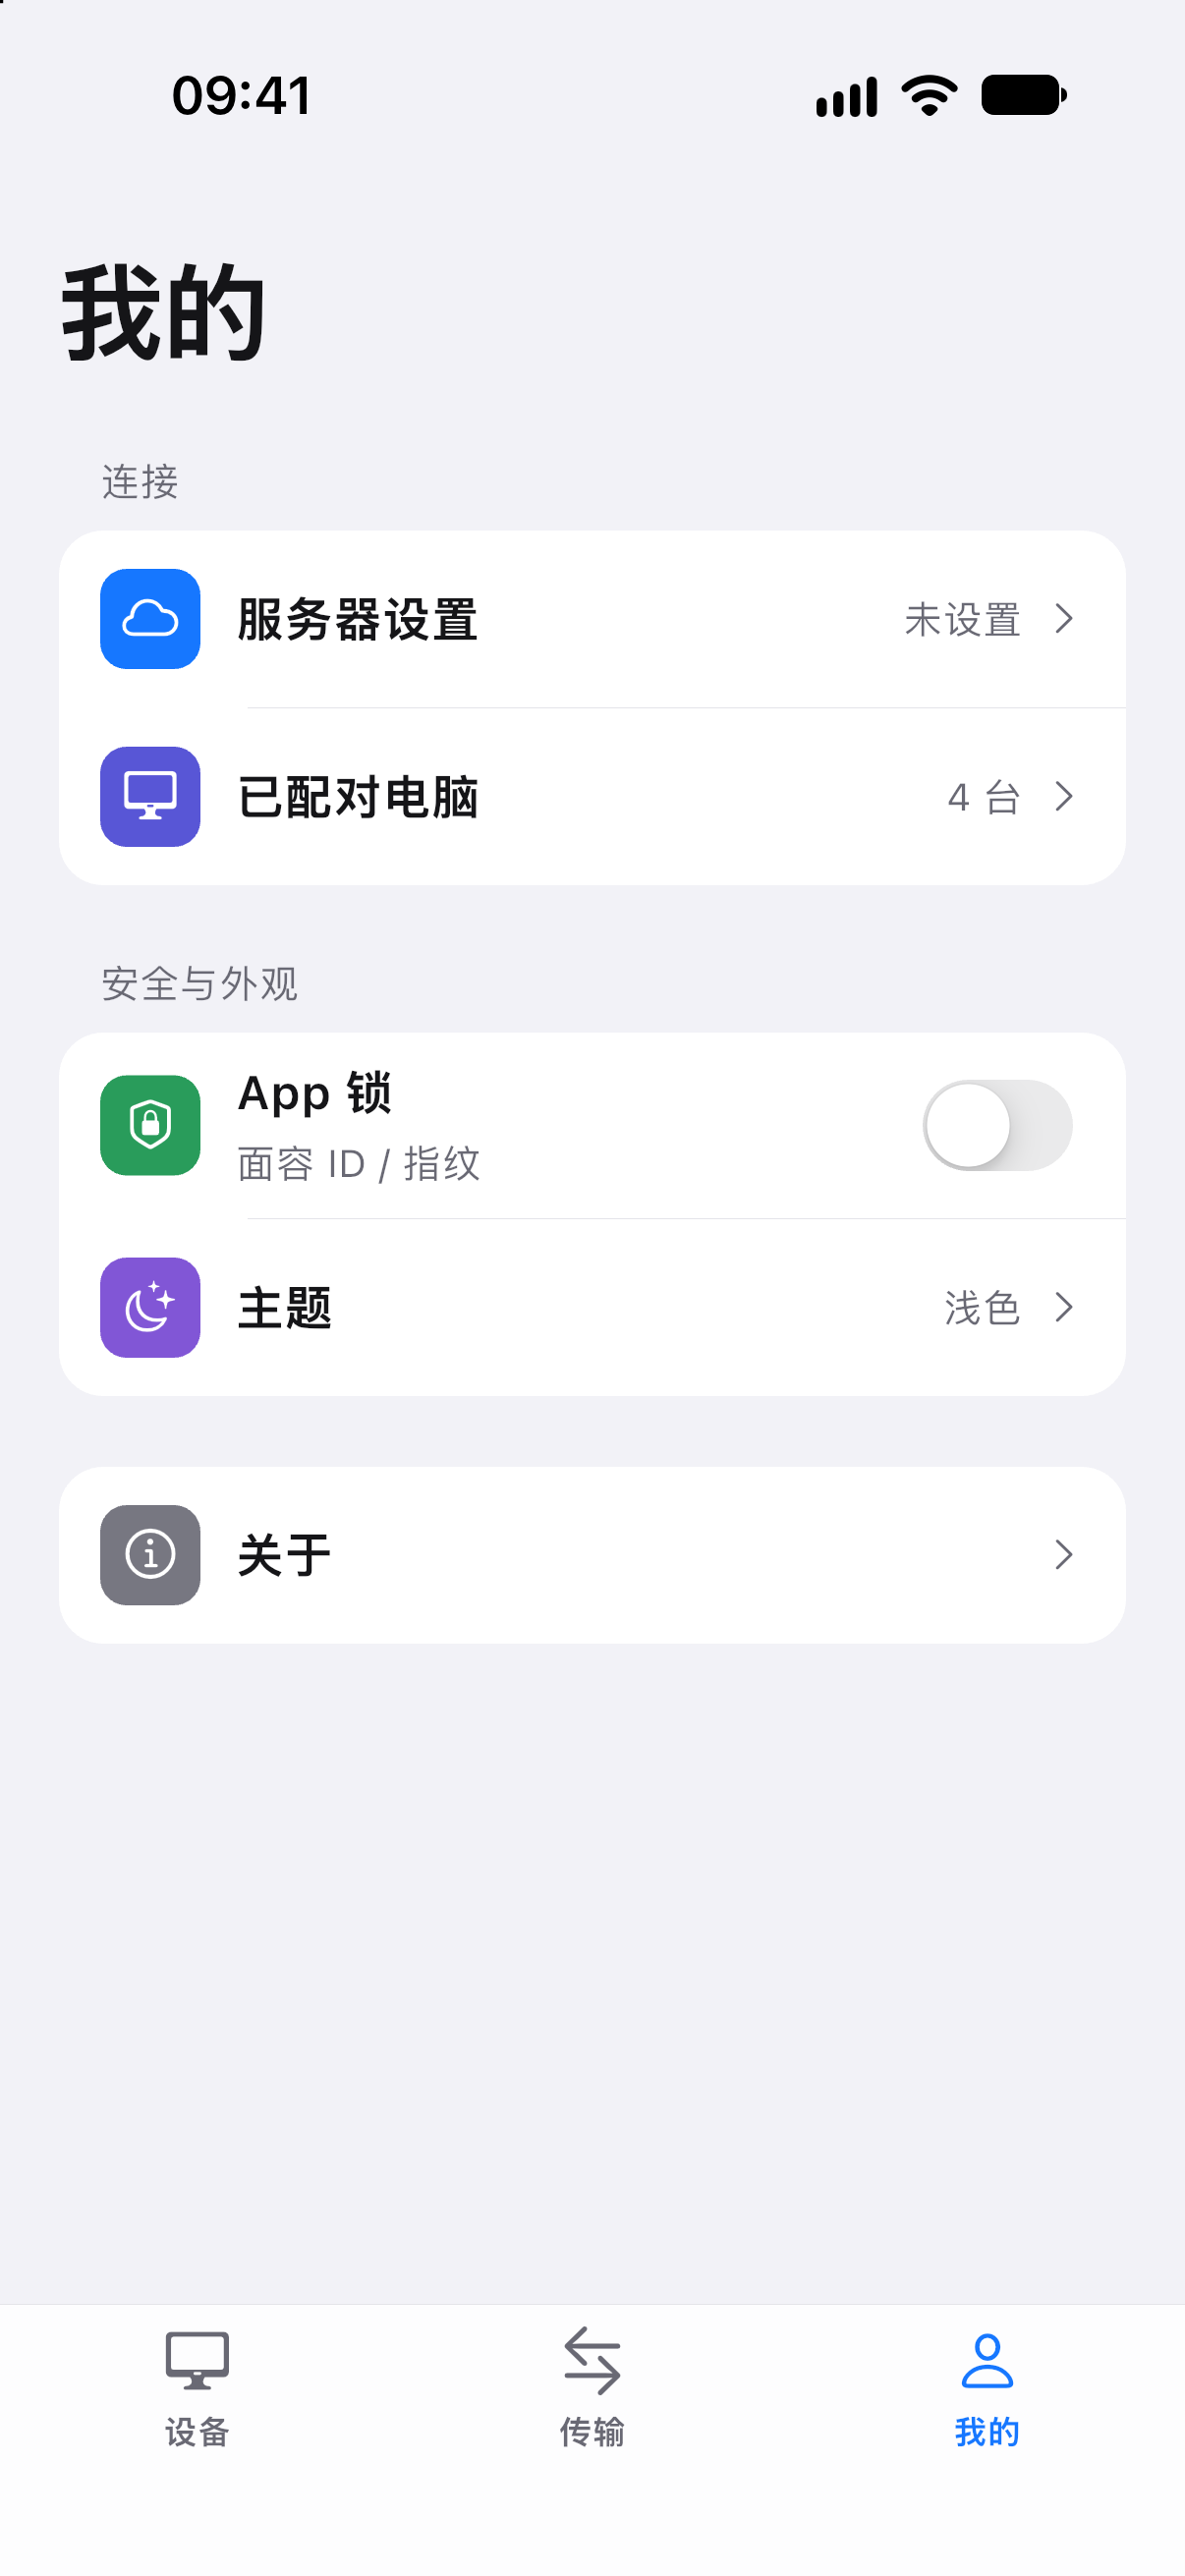 09:41
我的
连接
服务器设置 未设置
已配对电脑 4 台
安全与外观
App 锁
面容 ID / 指纹
主题 浅色
关于
设备 传输 我的